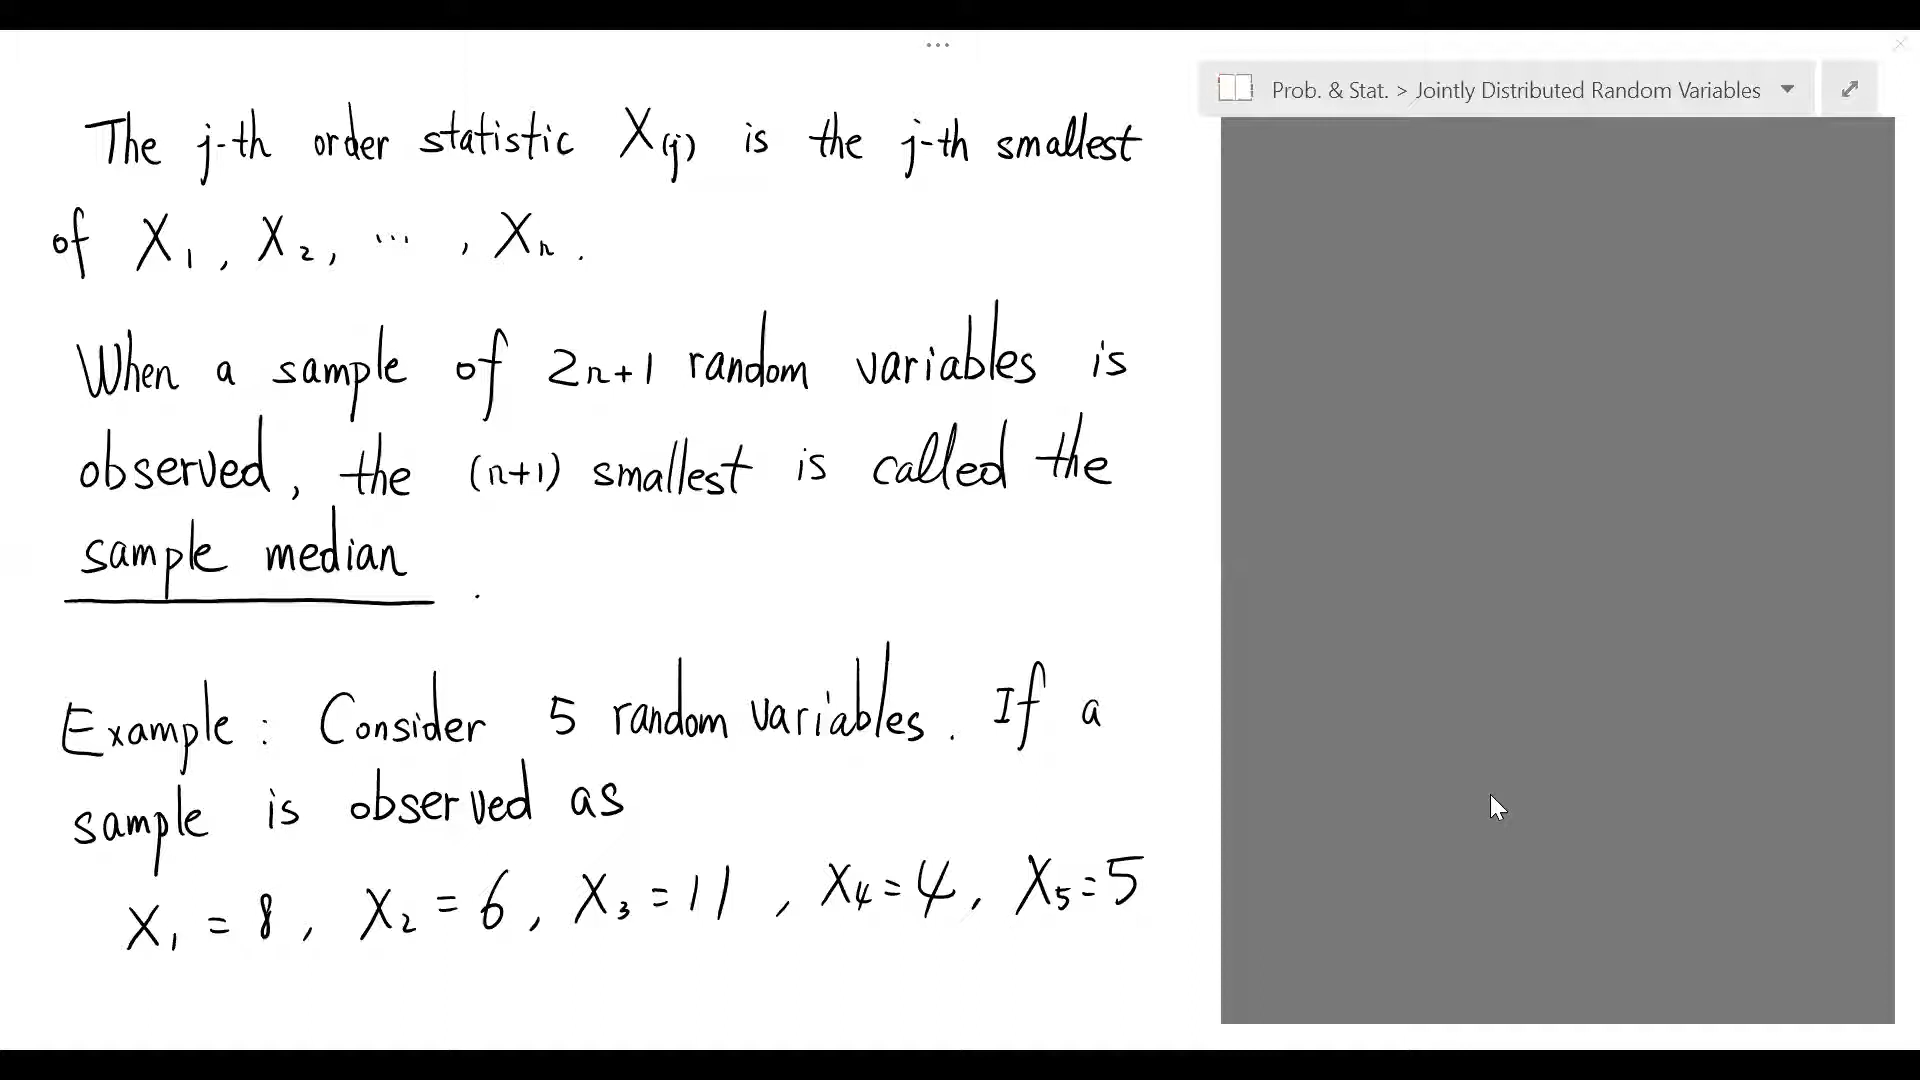 Prob. & Stat. > Jointly Distributed Random Variables
The j-th order statistic X(j) is the j-th smallest
of X₁, X₂, ... , Xₙ.
When a sample of 2n+1 random variables is
observed, the (n+1) smallest is called the
sample median .
Example: Consider 5 random variables. If a
sample is observed as
X₁ = 8, X₂ = 6, X₃ = 11, X₄ = 4, X₅ = 5